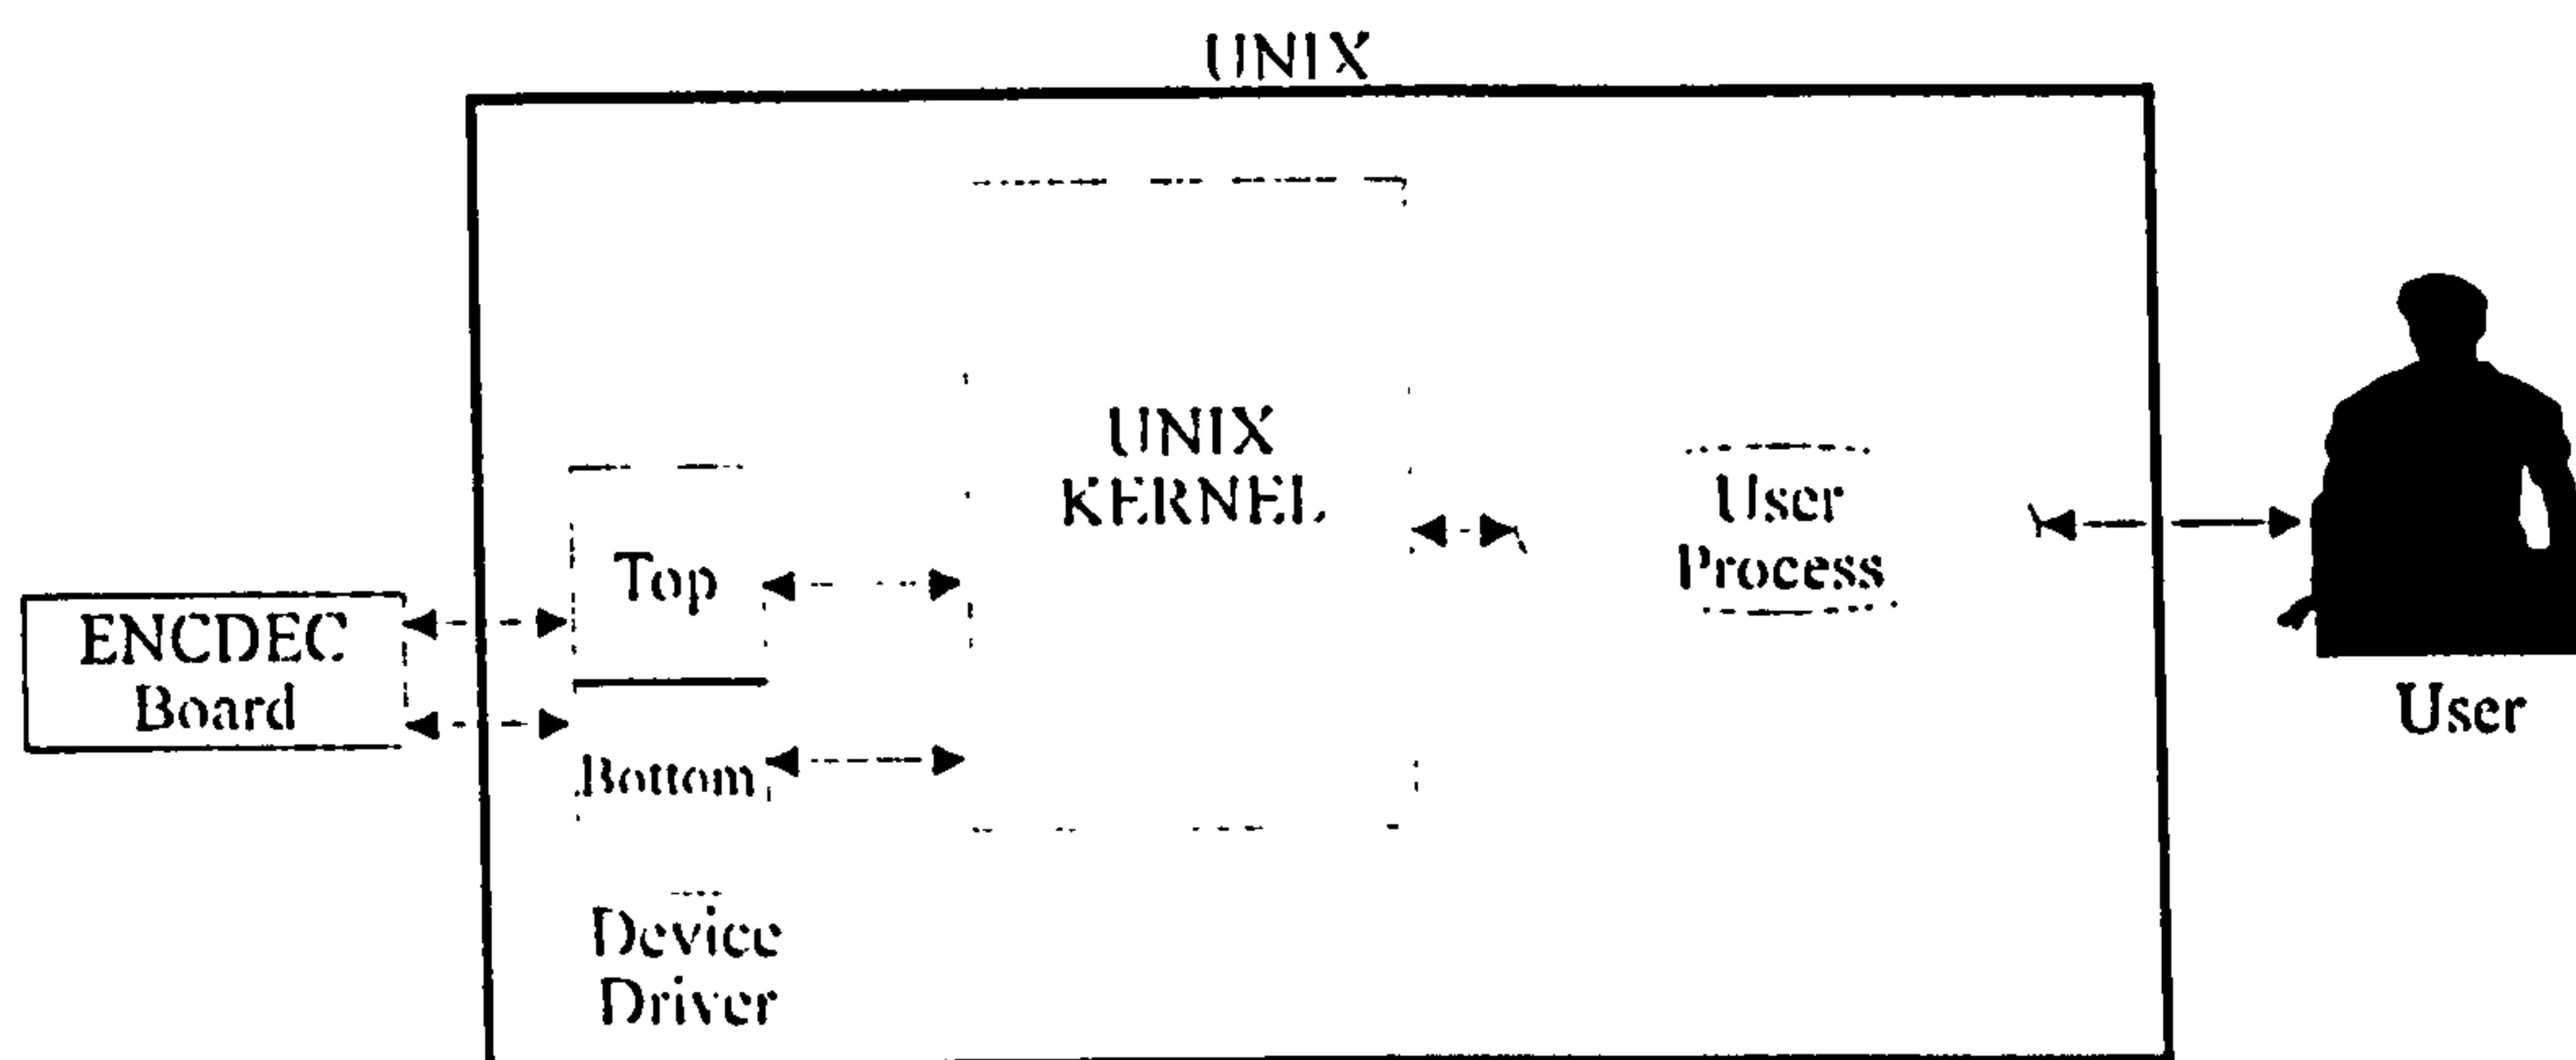 UNIX
UNIX
KERNEL
User
Process
Top
ENCDEC
Board
Bottom
User
Device
Driver